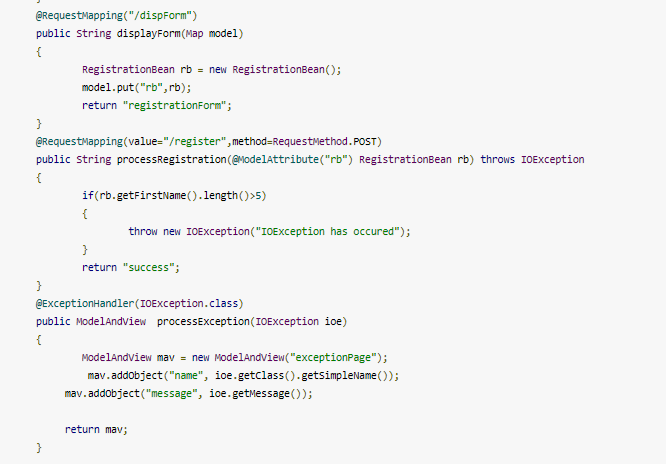 }
@RequestMapping("/dispForm")
public String displayForm(Map model)
{
RegistrationBean rb = new RegistrationBean();
model.put("rb",rb);
return "registrationForm";
}
@RequestMapping(value="/register",method=RequestMethod.POST)
public String processRegistration(@ModelAttribute("rb") RegistrationBean rb) throws IOException
{
if(rb.getFirstName().length()>5)
{
throw new IOException("IOException has occured");
}
return "success";
}
@ExceptionHandler(IOException.class)
public ModelAndView  processException(IOException ioe)
{
ModelAndView mav = new ModelAndView("exceptionPage");
mav.addObject("name", ioe.getClass().getSimpleName());
mav.addObject("message", ioe.getMessage());
return mav;
}